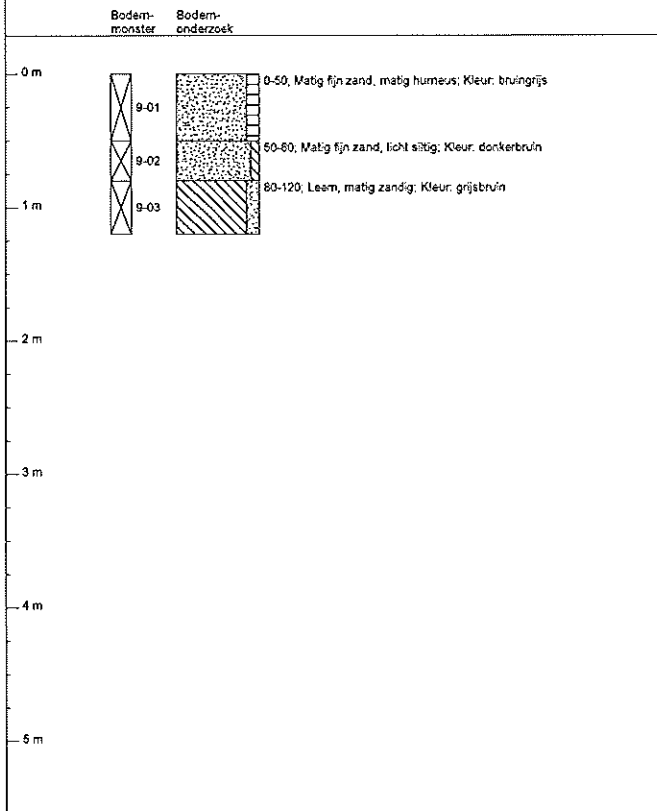 Bodem-
monster
Bodem-
onderzoek
0 m
9-01
0-50, Matig fijn zand, matig humeus; Kleur: bruingrijs
9-02
50-80; Matig fijn zand, licht siltig; Kleur: donkerbruin
9-03
80-120; Leem, matig zandig; Kleur: grijsbruin
1 m
2 m
3 m
4 m
5 m